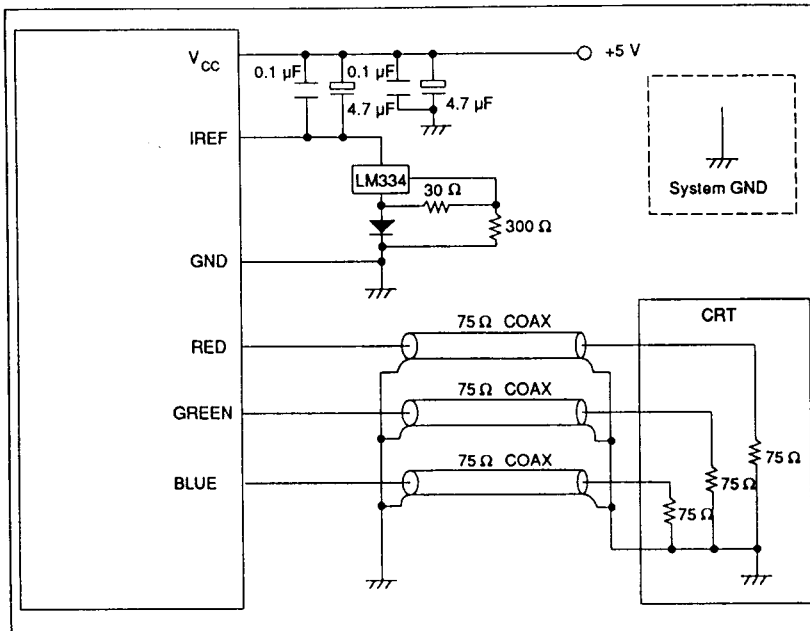 V_CC
+5 V
0.1 µF
0.1 µF
4.7 µF
4.7 µF
IREF
System GND
LM334
30 Ω
300 Ω
GND
75 Ω COAX
CRT
RED
75 Ω COAX
GREEN
75 Ω
75 Ω COAX
75 Ω
BLUE
75 Ω